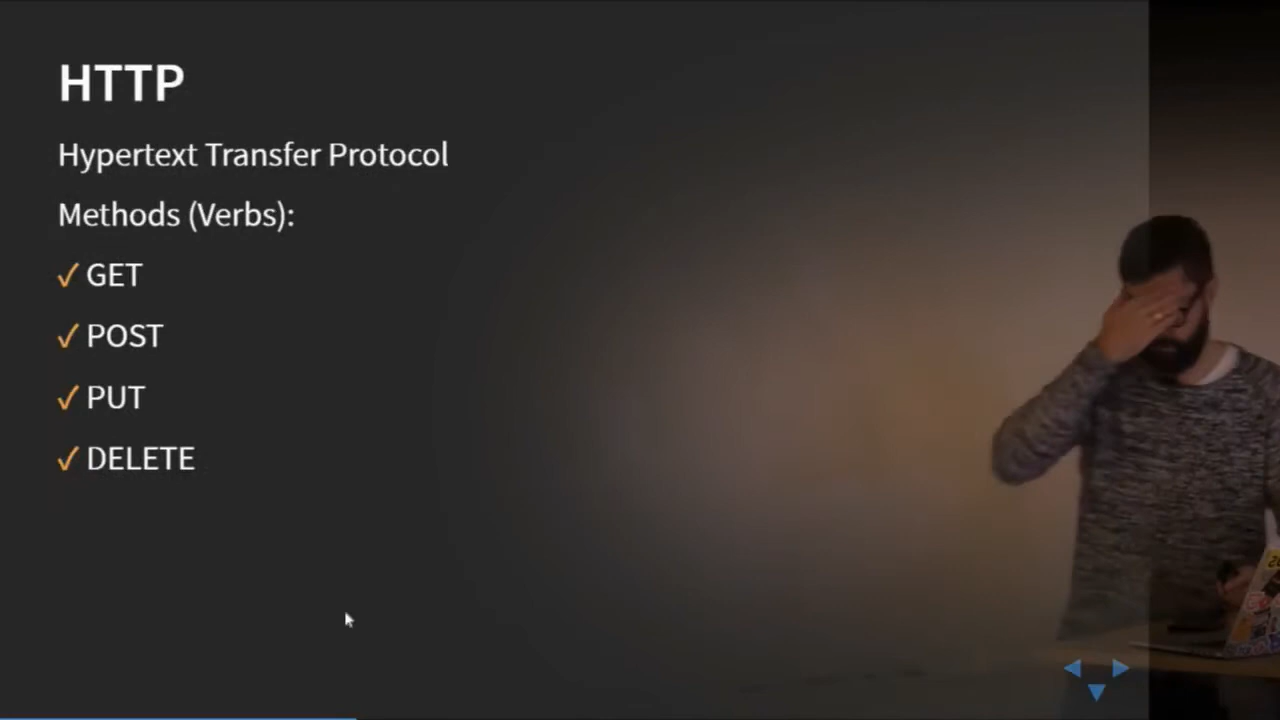 HTTP
Hypertext Transfer Protocol
Methods (Verbs):
✓ GET
✓ POST
✓ PUT
✓ DELETE